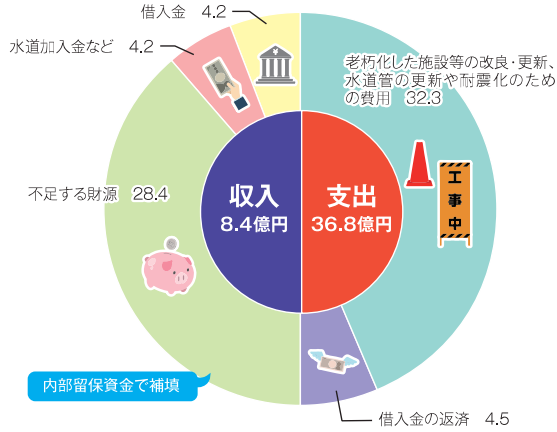 借入金　4.2
水道加入金など　4.2
老朽化した施設等の改良・更新、
水道管の更新や耐震化のため
の費用　32.3
不足する財源　28.4
収入
8.4億円
支出
36.8億円
工事中
内部留保資金で補填
借入金の返済　4.5
¥